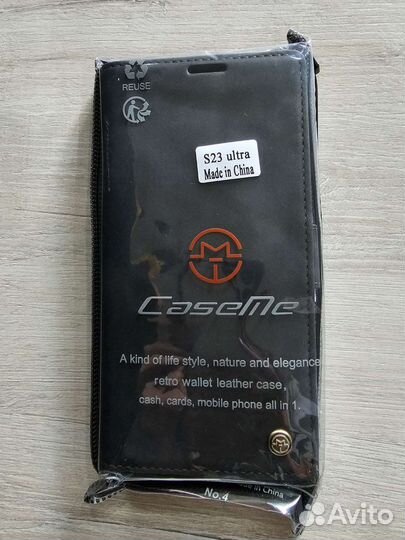 REUSE
S23 ultra
Made in China
CaseMe
A kind of life style, nature and elegance
retro wallet leather case,
cash, cards, mobile phone all in 1.
No.4
in China
Avito